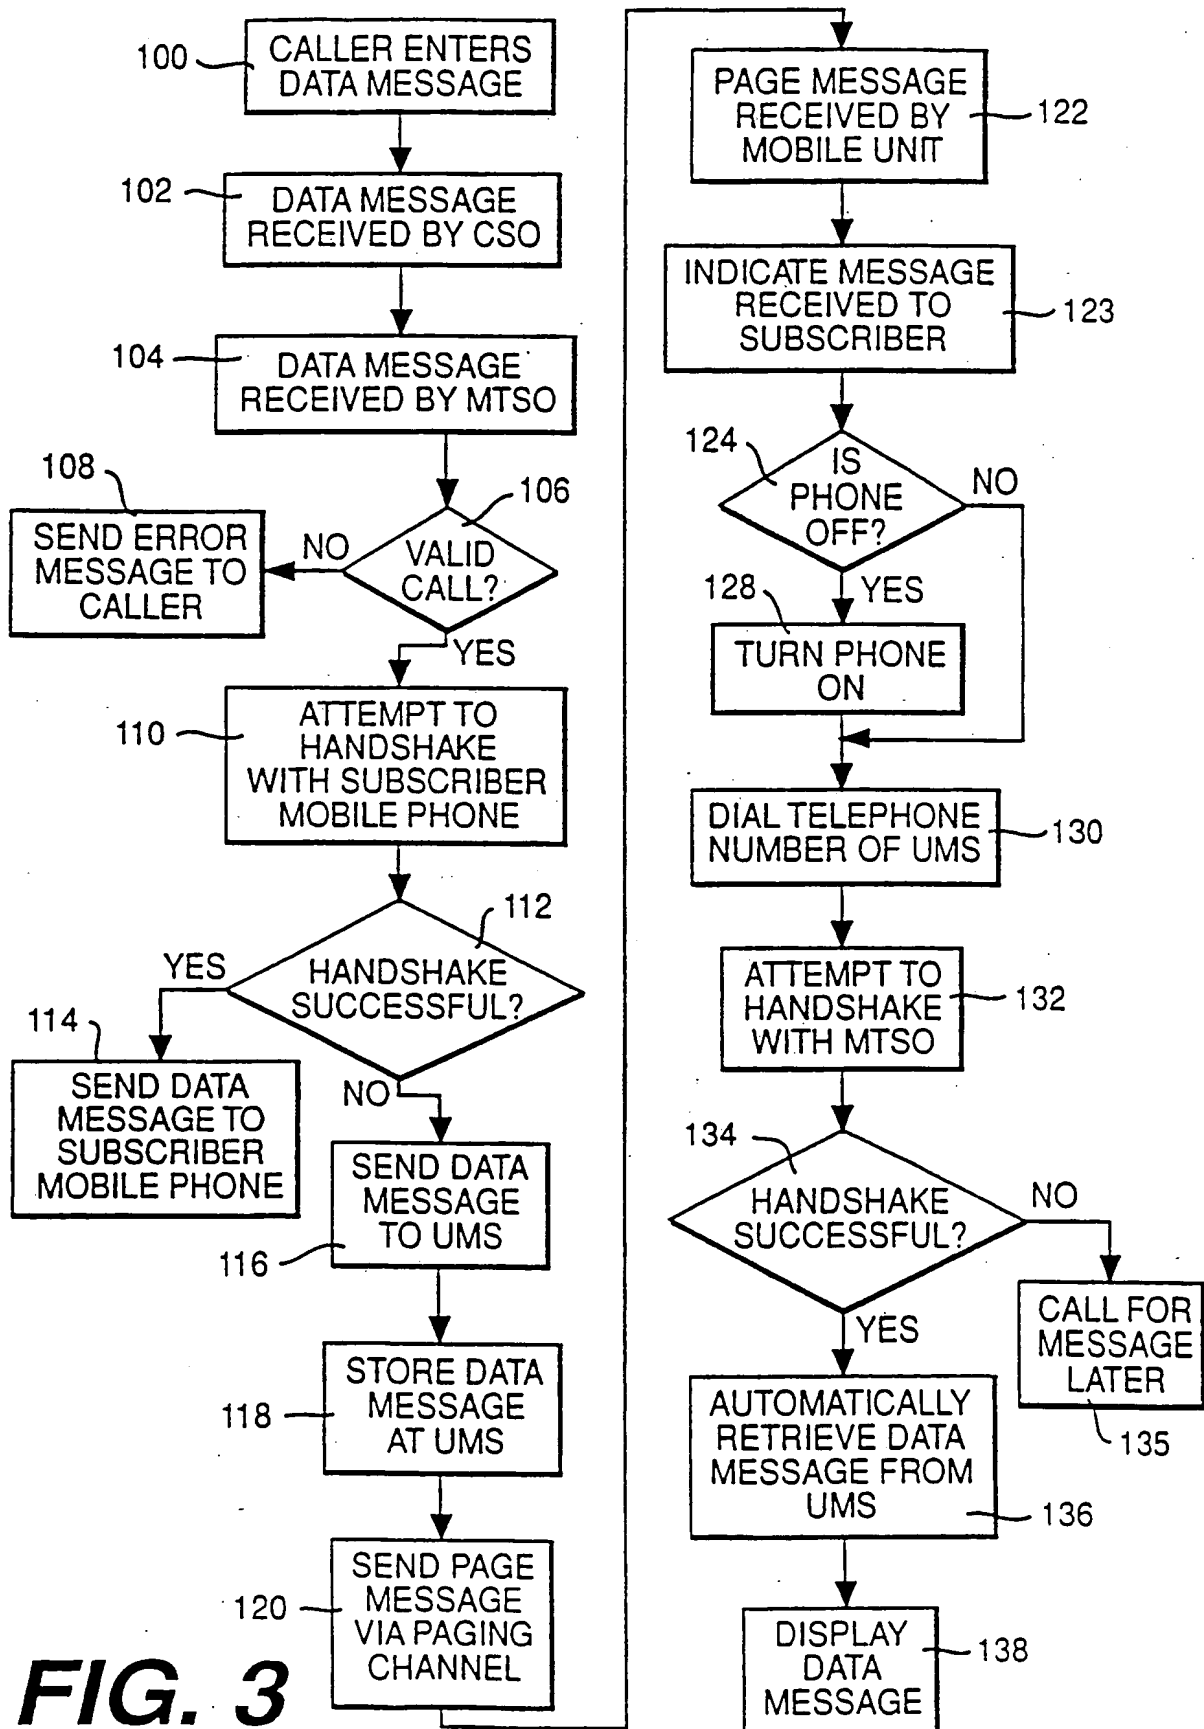 100
CALLER ENTERS
DATA MESSAGE
102
DATA MESSAGE
RECEIVED BY CSO
104
DATA MESSAGE
RECEIVED BY MTSO
106
VALID
CALL?
NO
108
SEND ERROR
MESSAGE TO
CALLER
YES
110
ATTEMPT TO
HANDSHAKE
WITH SUBSCRIBER
MOBILE PHONE
112
HANDSHAKE
SUCCESSFUL?
YES
114
SEND DATA
MESSAGE TO
SUBSCRIBER
MOBILE PHONE
NO
SEND DATA
MESSAGE
TO UMS
116
118
STORE DATA
MESSAGE
AT UMS
120
SEND PAGE
MESSAGE
VIA PAGING
CHANNEL
PAGE MESSAGE
RECEIVED BY
MOBILE UNIT
122
INDICATE MESSAGE
RECEIVED TO
SUBSCRIBER
123
124
IS
PHONE
OFF?
NO
YES
128
TURN PHONE
ON
DIAL TELEPHONE
NUMBER OF UMS
130
ATTEMPT TO
HANDSHAKE
WITH MTSO
132
134
HANDSHAKE
SUCCESSFUL?
NO
CALL FOR
MESSAGE
LATER
135
YES
AUTOMATICALLY
RETRIEVE DATA
MESSAGE FROM
UMS
136
DISPLAY
DATA
MESSAGE
138
FIG. 3